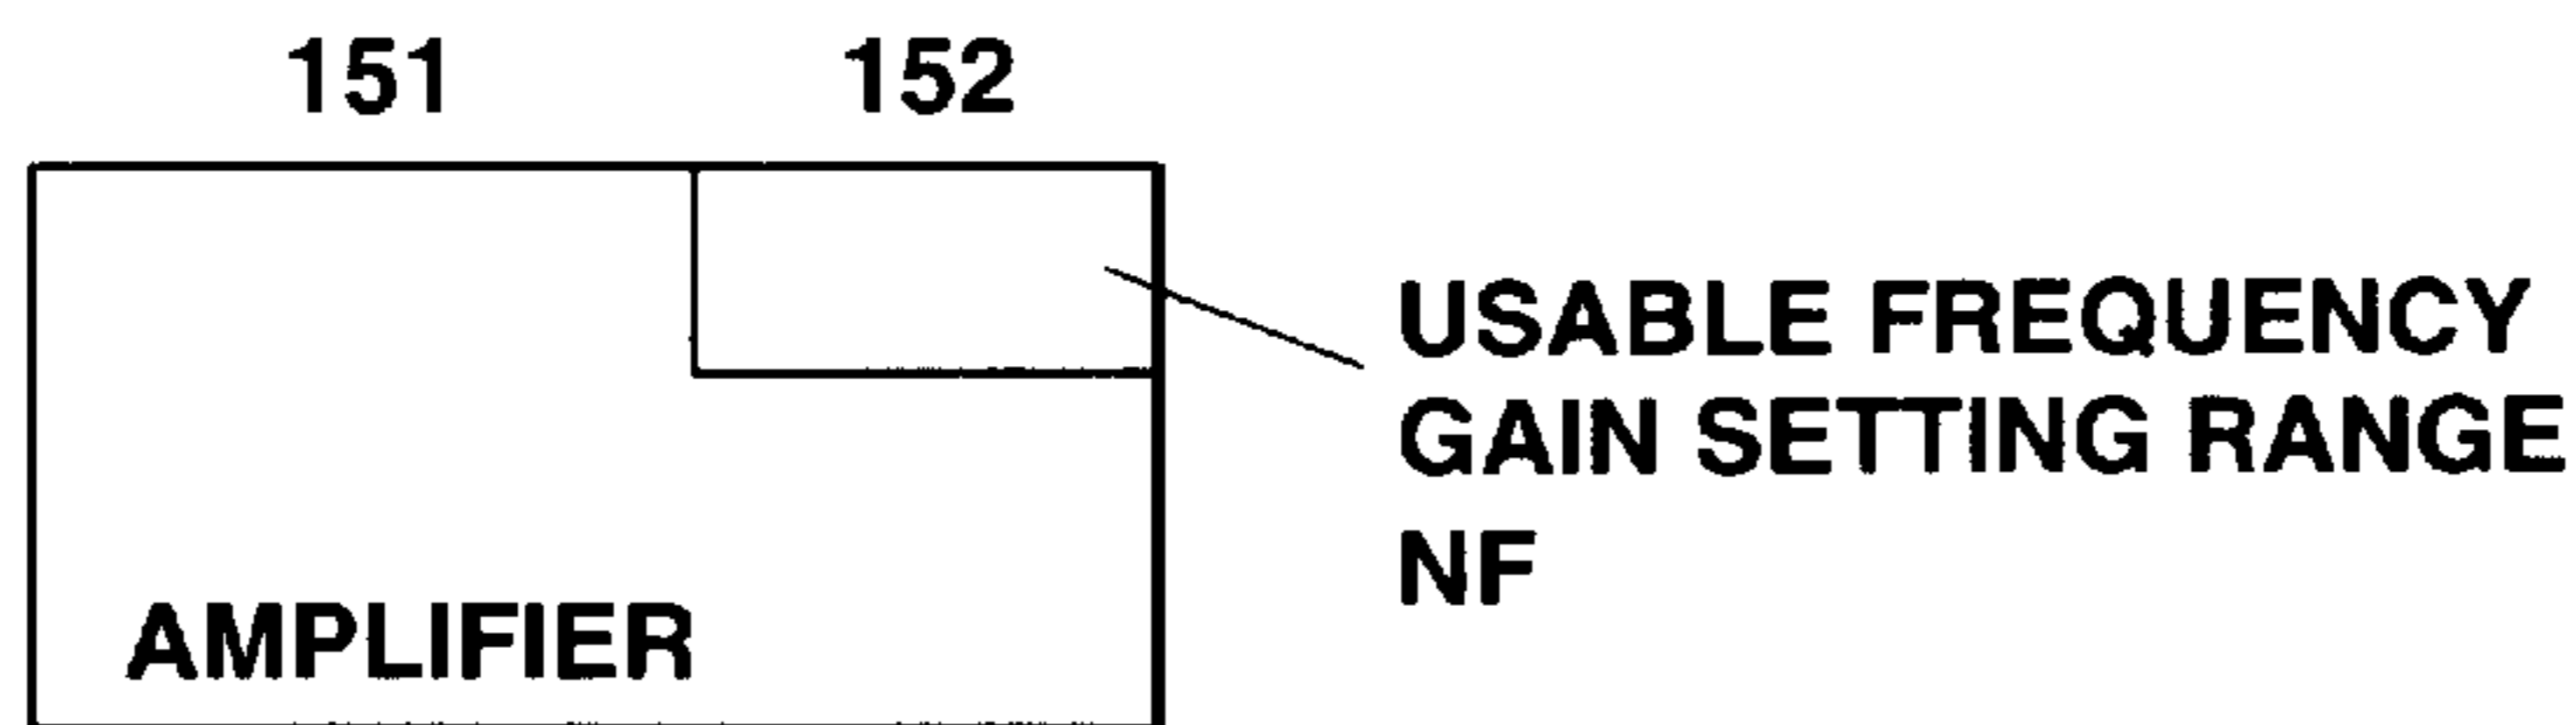 151 152
USABLE FREQUENCY
GAIN SETTING RANGE
NF
AMPLIFIER